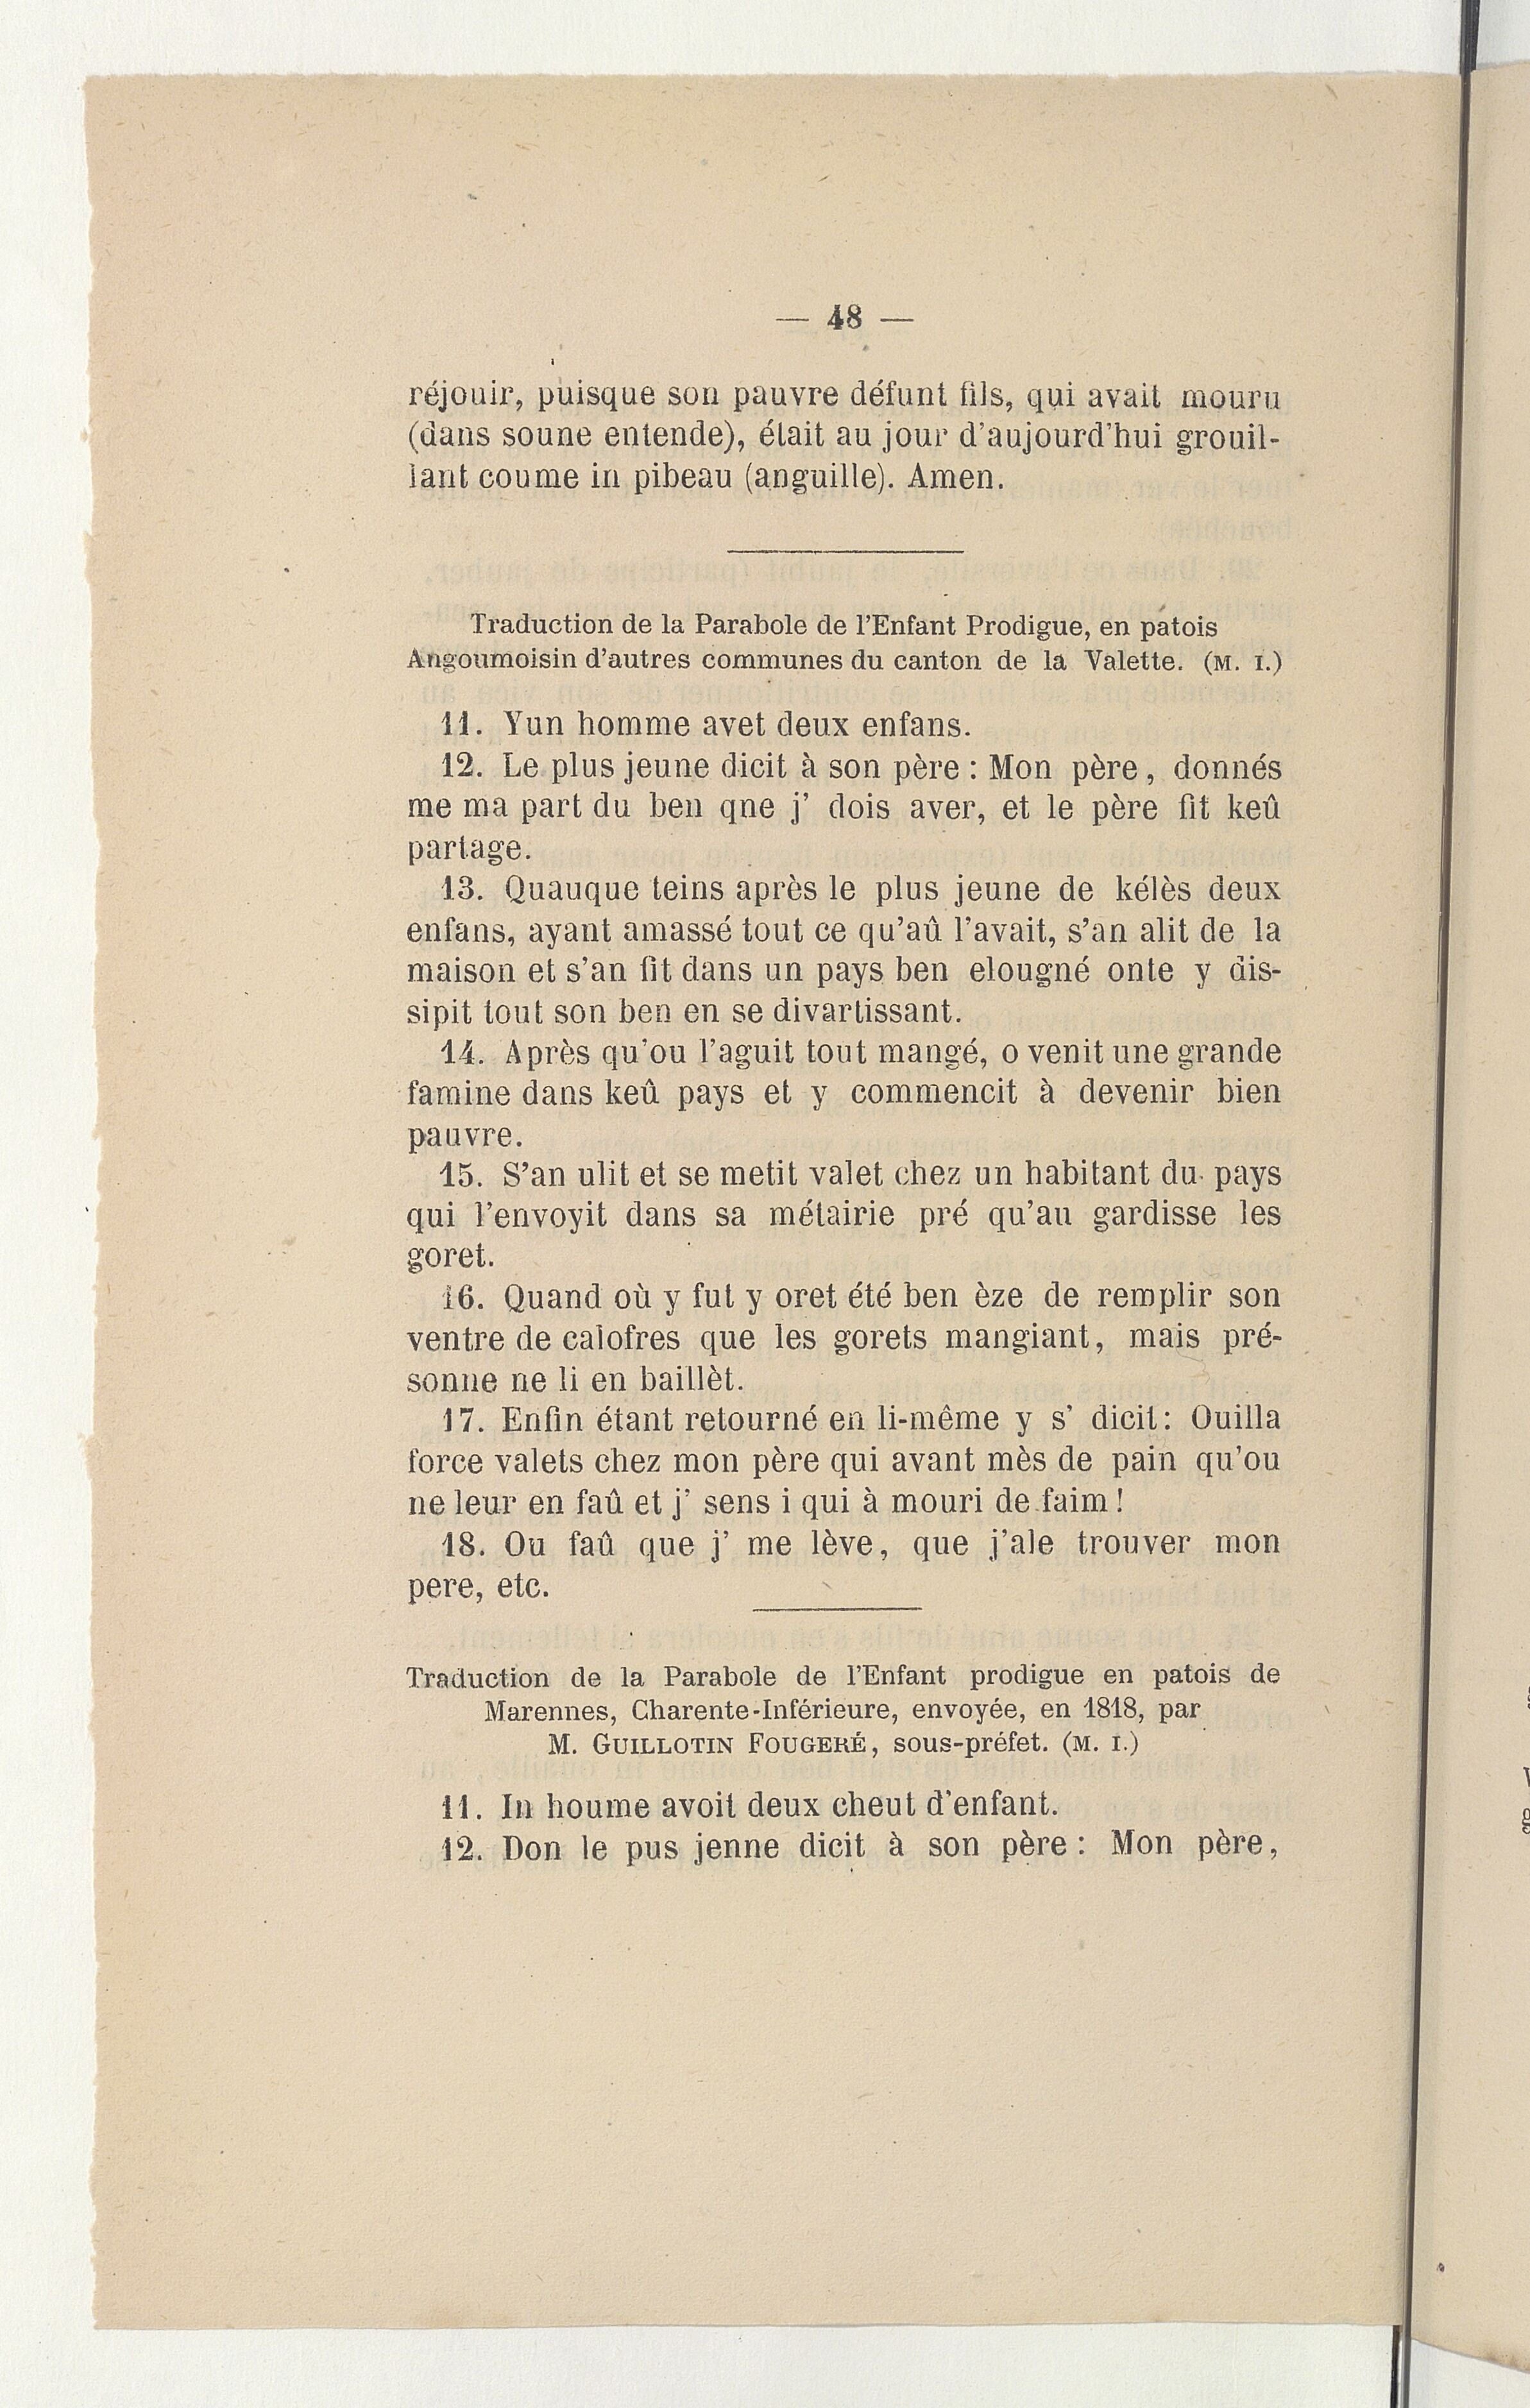 — 48 —
réjouir, puisque son pauvre défunt fils, qui avait mouru
(dans soune entende), était au jour d'aujourd'hui grouil-
lant coume in pibeau (anguille). Amen.
Traduction de la Parabole de l'Enfant Prodigue, en patois
Angoumoisin d'autres communes du canton de la Valette. (M. I.)
11. Yun homme avet deux enfans.
12. Le plus jeune dicit à son père : Mon père, donnés
me ma part du ben qne j' dois aver, et le père fit keû
partage.
13. Quauque teins après le plus jeune de kélès deux
enfans, ayant amassé tout ce qu'aû l'avait, s'an alit de la
maison et s'an fit dans un pays ben elougné onte y dis-
sipit tout son ben en se divartissant.
14. Après qu'ou l'aguit tout mangé, o venit une grande
famine dans keû pays et y commencit à devenir bien
pauvre.
15. S'an ulit et se metit valet chez un habitant du pays
qui l'envoyit dans sa métairie pré qu'au gardisse les
goret.
16. Quand où y fut y oret été ben èze de remplir son
ventre de calofres que les gorets mangiant, mais pré-
sonne ne li en baillèt.
17. Enfin étant retourné en li-même y s' dicit : Ouilla
force valets chez mon père qui avant mès de pain qu'ou
ne leur en faû et j' sens i qui à mouri de faim !
18. Ou faû que j' me lève, que j'ale trouver mon
pere, etc.
Traduction de la Parabole de l'Enfant prodigue en patois de
Marennes, Charente-Inférieure, envoyée, en 1818, par
M. GUILLOTIN FOUGERÉ, sous-préfet. (M. I.)
11. In houme avoit deux cheut d'enfant.
12. Don le pus jenne dicit à son père : Mon père,